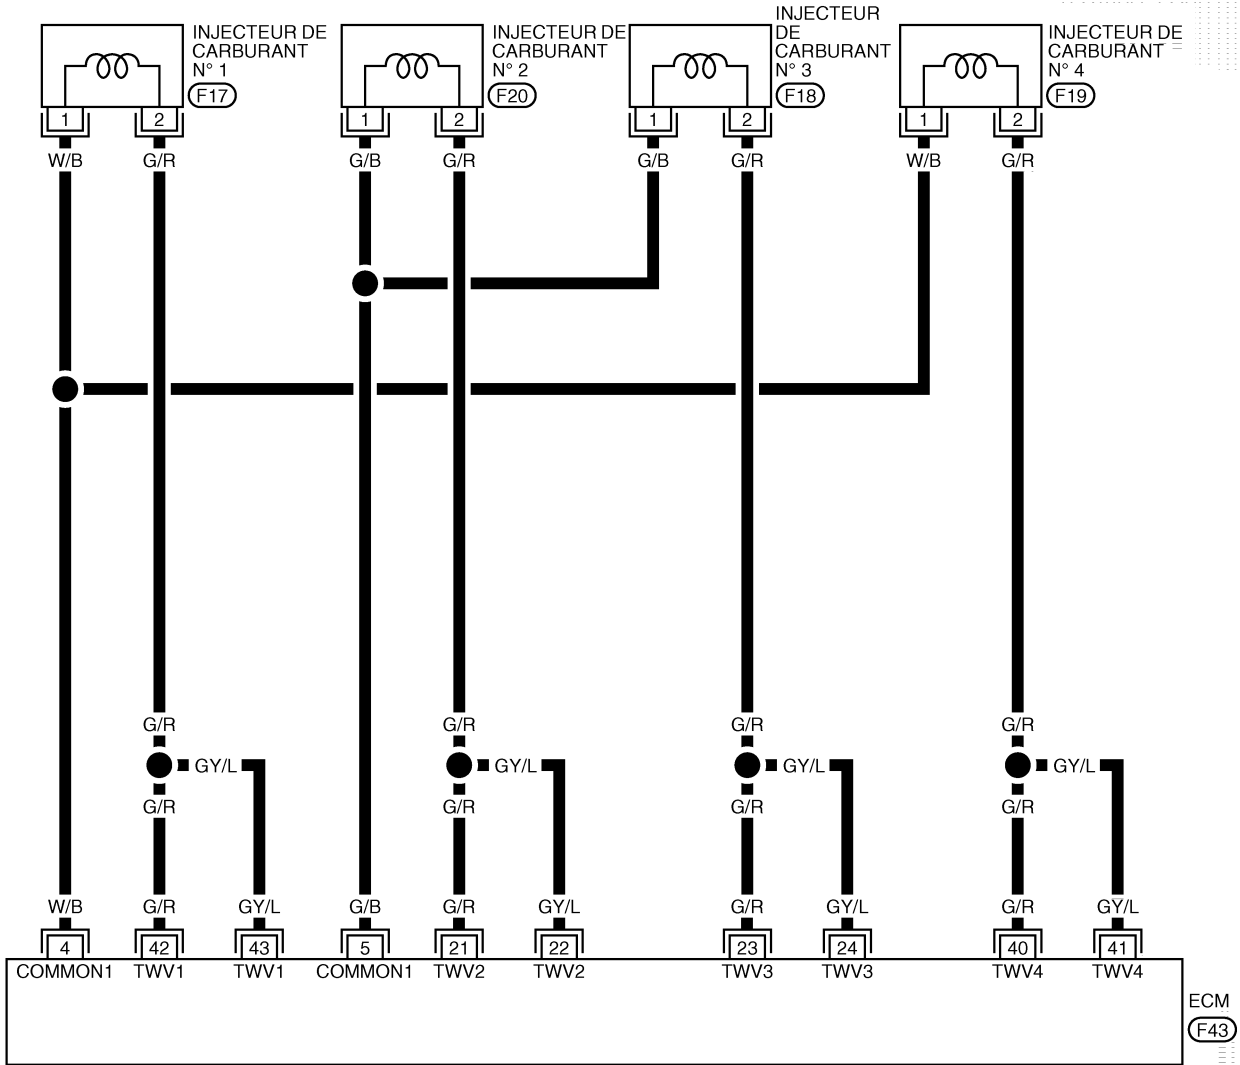 INJECTEUR DE
CARBURANT
N° 1
F17
INJECTEUR DE
CARBURANT
N° 2
F20
INJECTEUR
DE
CARBURANT
N° 3
F18
INJECTEUR DE
CARBURANT
N° 4
F19
1 2 1 2 1 2 1 2
W/B G/R G/B G/R G/B G/R W/B G/R
G/R G/R G/R G/R
GY/L GY/L GY/L GY/L
G/R G/R G/R G/R
W/B G/R GY/L G/B G/R GY/L G/R GY/L G/R GY/L
4 42 43 5 21 22 23 24 40 41
COMMON1 TWV1 TWV1 COMMON1 TWV2 TWV2 TWV3 TWV3 TWV4 TWV4
ECM
F43